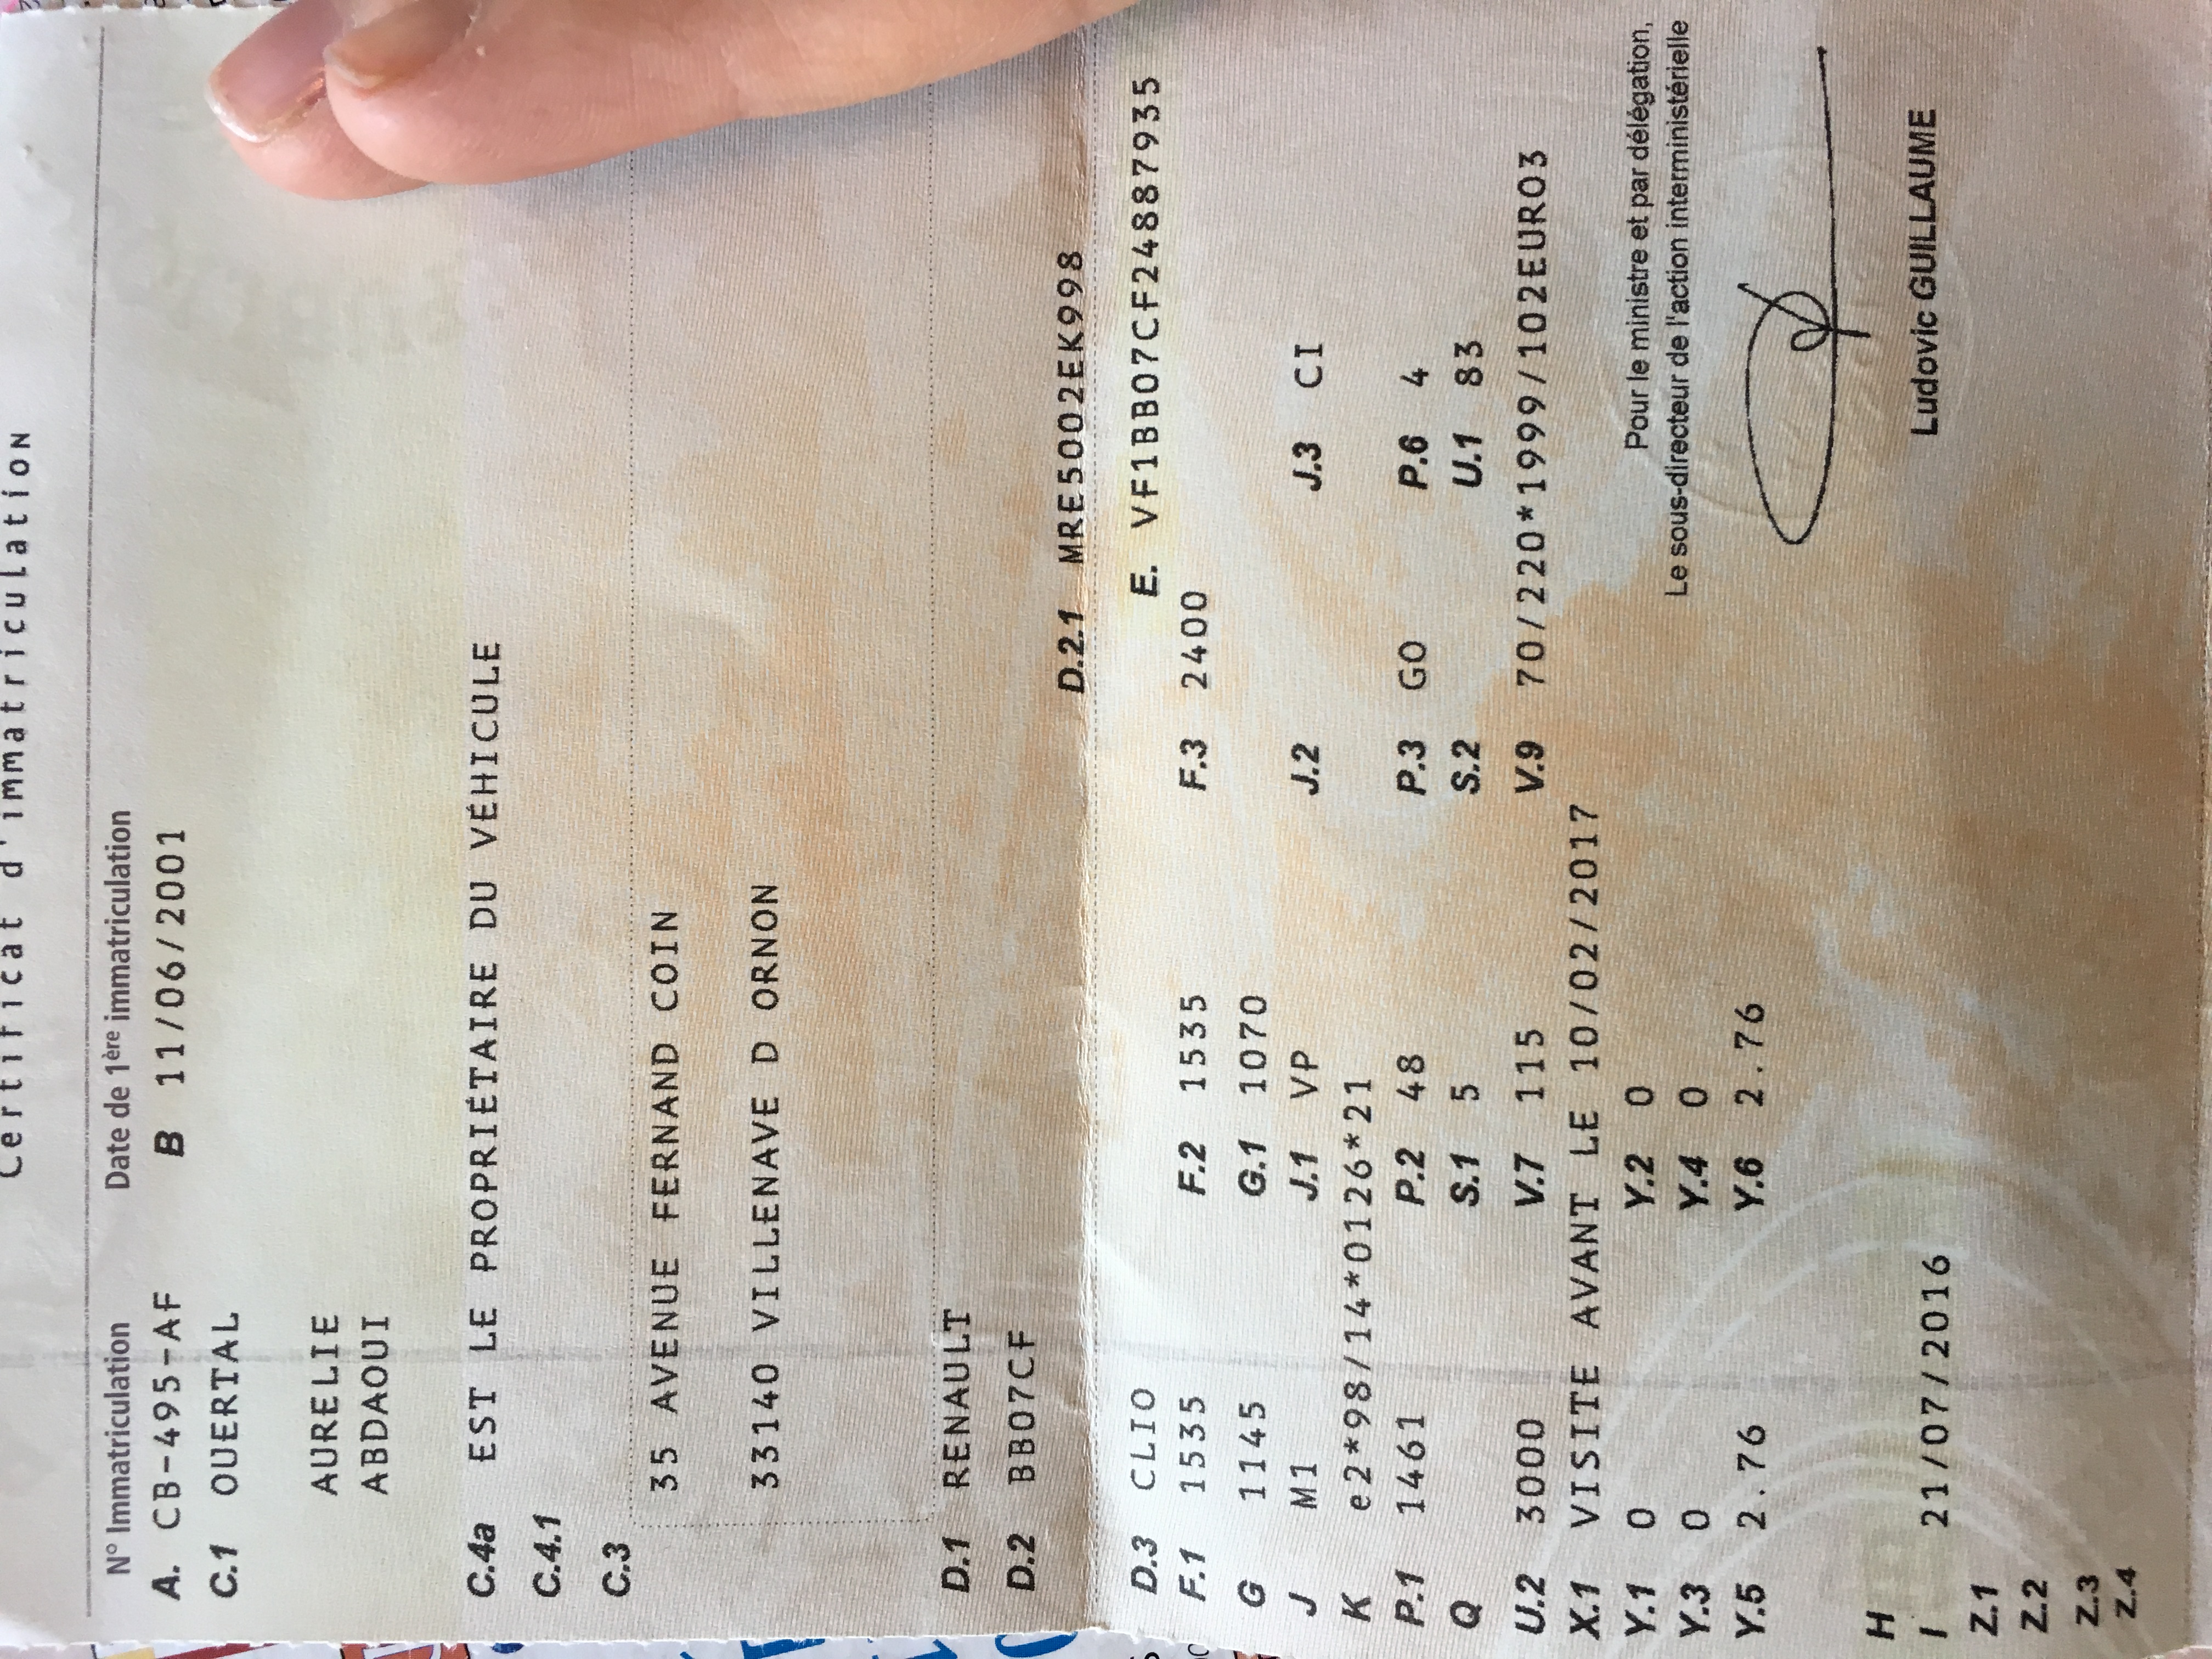 Certificat d'immatriculation
N° Immatriculation Date de 1ère immatriculation
A. CB-495-AF B 11/06/2001
C.1 OUERTAL
AURELIE
ABDAOUI
C.4a EST LE PROPRIÉTAIRE DU VÉHICULE
C.4.1
C.3
35 AVENUE FERNAND COIN
33140 VILLENAVE D ORNON
D.1 RENAULT
D.2 BB07CF
D.2.1 MRE5002EK998
D.3 CLIO E. VF1BB07CF24887935
F.1 1535 F.2 1535 F.3 2400
G 1145 G.1 1070
J M1 J.1 VP J.2 J.3 CI
K e2*98/14*0126*21
P.1 1461 P.2 48 P.3 GO P.6 4
Q S.1 5 S.2 U.1 83
U.2 3000 V.7 115 V.9 70/220*1999/102EURO3
X.1 VISITE AVANT LE 10/02/2017
Y.1 0 Y.2 0
Y.3 0 Y.4 0
Y.5 2.76 Y.6 2.76
Pour le ministre et par délégation,
Le sous-directeur de l'action interministérielle
Ludovic GUILLAUME
H
I 21/07/2016
Z.1
Z.2
Z.3
Z.4